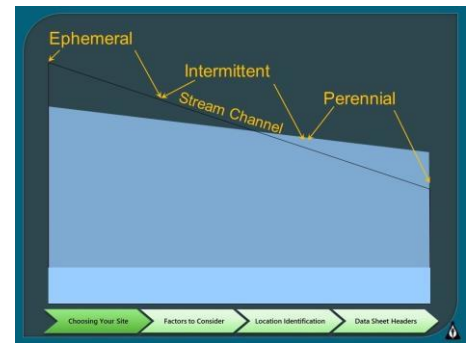 Ephemeral
Intermittent
Perennial
Stream Channel
Choosing Your Site
Factors to Consider
Location Identification
Data Sheet Headers